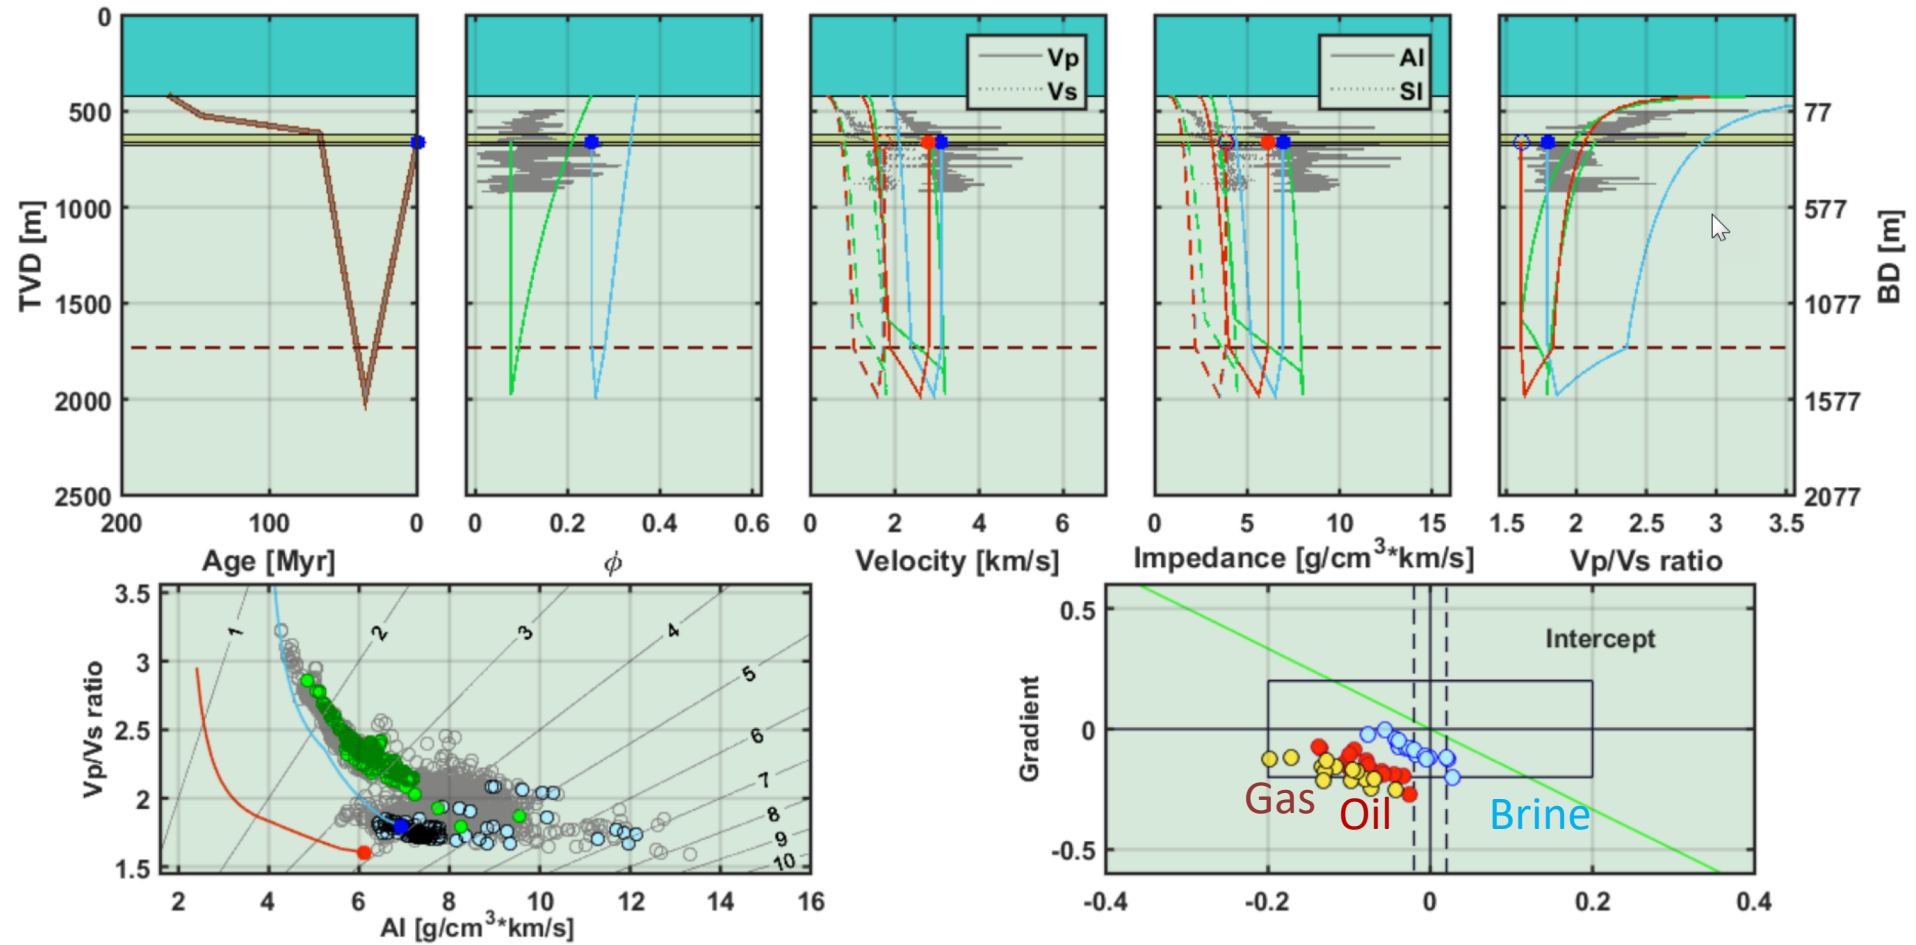 0
500
1000
1500
2000
2500
TVD [m]
200 100 0
Age [Myr]
0 0.2 0.4 0.6
ϕ
Vp
Vs
0 2 4 6
Velocity [km/s]
AI
SI
0 5 10 15
Impedance [g/cm³*km/s]
77
577
1077
1577
2077
BD [m]
1.5 2 2.5 3 3.5
Vp/Vs ratio
3.5
3
2.5
2
1.5
Vp/Vs ratio
1
2
3
4
5
6
7
8
9
10
2 4 6 8 10 12 14 16
AI [g/cm³*km/s]
0.5
0
-0.5
Gradient
Intercept
Gas
Oil
Brine
-0.4 -0.2 0 0.2 0.4